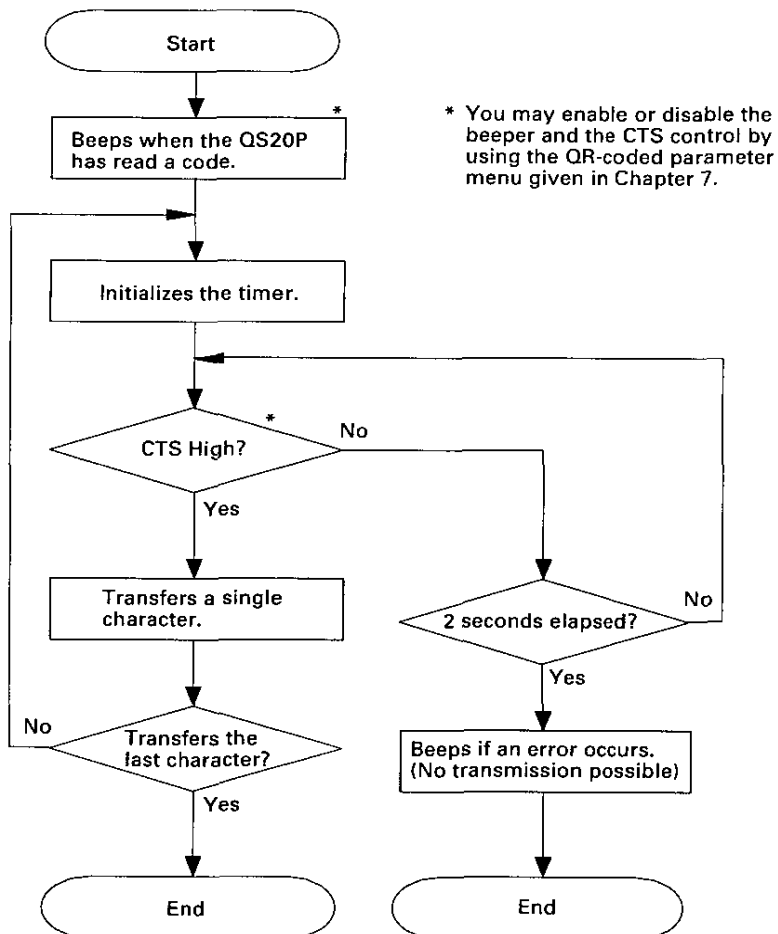 Start
*
Beeps when the QS20P
has read a code.
* You may enable or disable the
beeper and the CTS control by
using the QR-coded parameter
menu given in Chapter 7.
Initializes the timer.
*
CTS High?
No
Yes
Transfers a single
character.
2 seconds elapsed?
No
Yes
No
Transfers the
last character?
Yes
Beeps if an error occurs.
(No transmission possible)
End
End